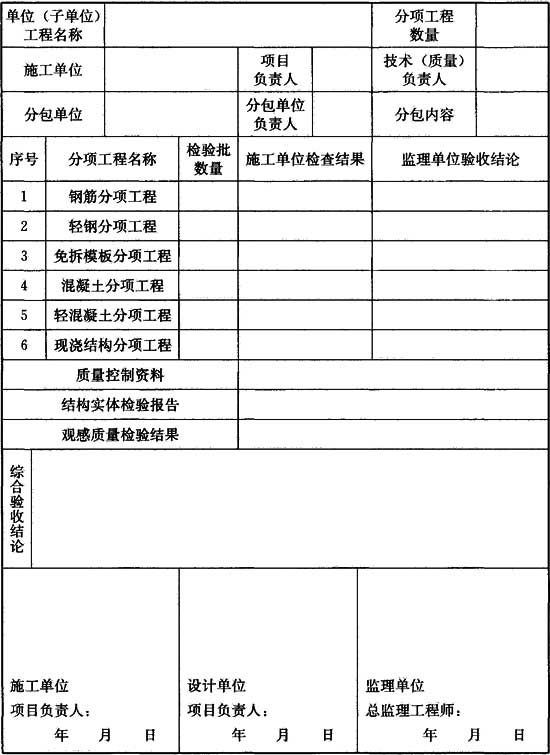 单位（子单位）
工程名称
分项工程
数量
施工单位
项目
负责人
技术（质量）
负责人
分包单位
分包单位
负责人
分包内容
序号
分项工程名称
检验批
数量
施工单位检查结果
监理单位验收结论
1
钢筋分项工程
2
轻钢分项工程
3
免拆模板分项工程
4
混凝土分项工程
5
轻混凝土分项工程
6
现浇结构分项工程
质量控制资料
结构实体检验报告
观感质量检验结果
综合验收结论
施工单位
项目负责人：
年 月 日
设计单位
项目负责人：
年 月 日
监理单位
总监理工程师：
年 月 日